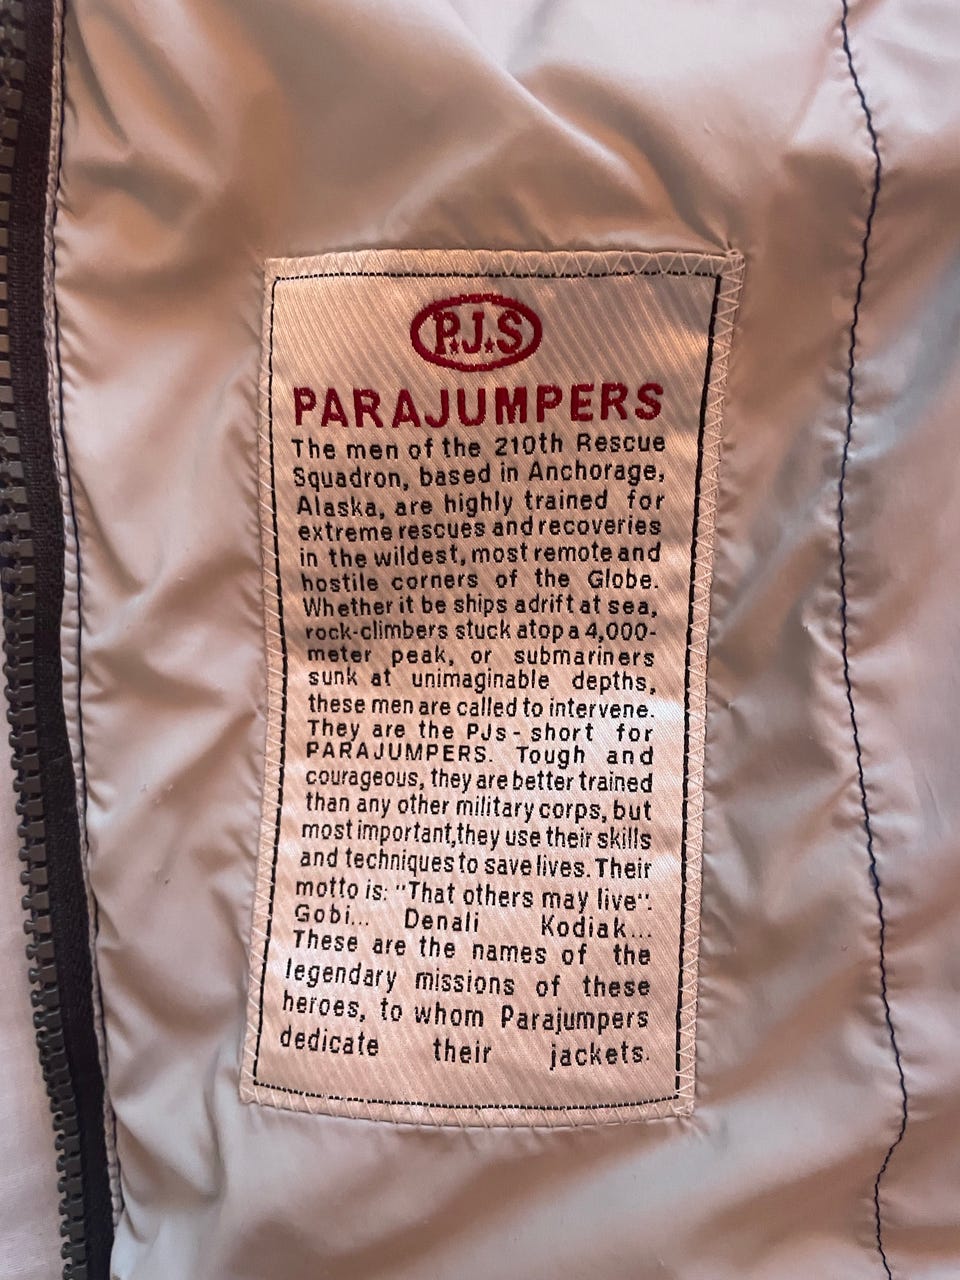 P.J.S
PARAJUMPERS
The men of the 210th Rescue
Squadron, based in Anchorage,
Alaska, are highly trained for
extreme rescues and recoveries
in the wildest, most remote and
hostile corners of the Globe.
Whether it be ships adrift at sea,
rock-climbers stuck atop a 4,000-
meter peak, or submariners
sunk at unimaginable depths,
these men are called to intervene.
They are the PJs - short for
PARAJUMPERS. Tough and
courageous, they are better trained
than any other military corps, but
most important,they use their skills
and techniques to save lives. Their
motto is: "That others may live".
Gobi... Denali Kodiak...
These are the names of the
legendary missions of these
heroes, to whom Parajumpers
dedicate their jackets.